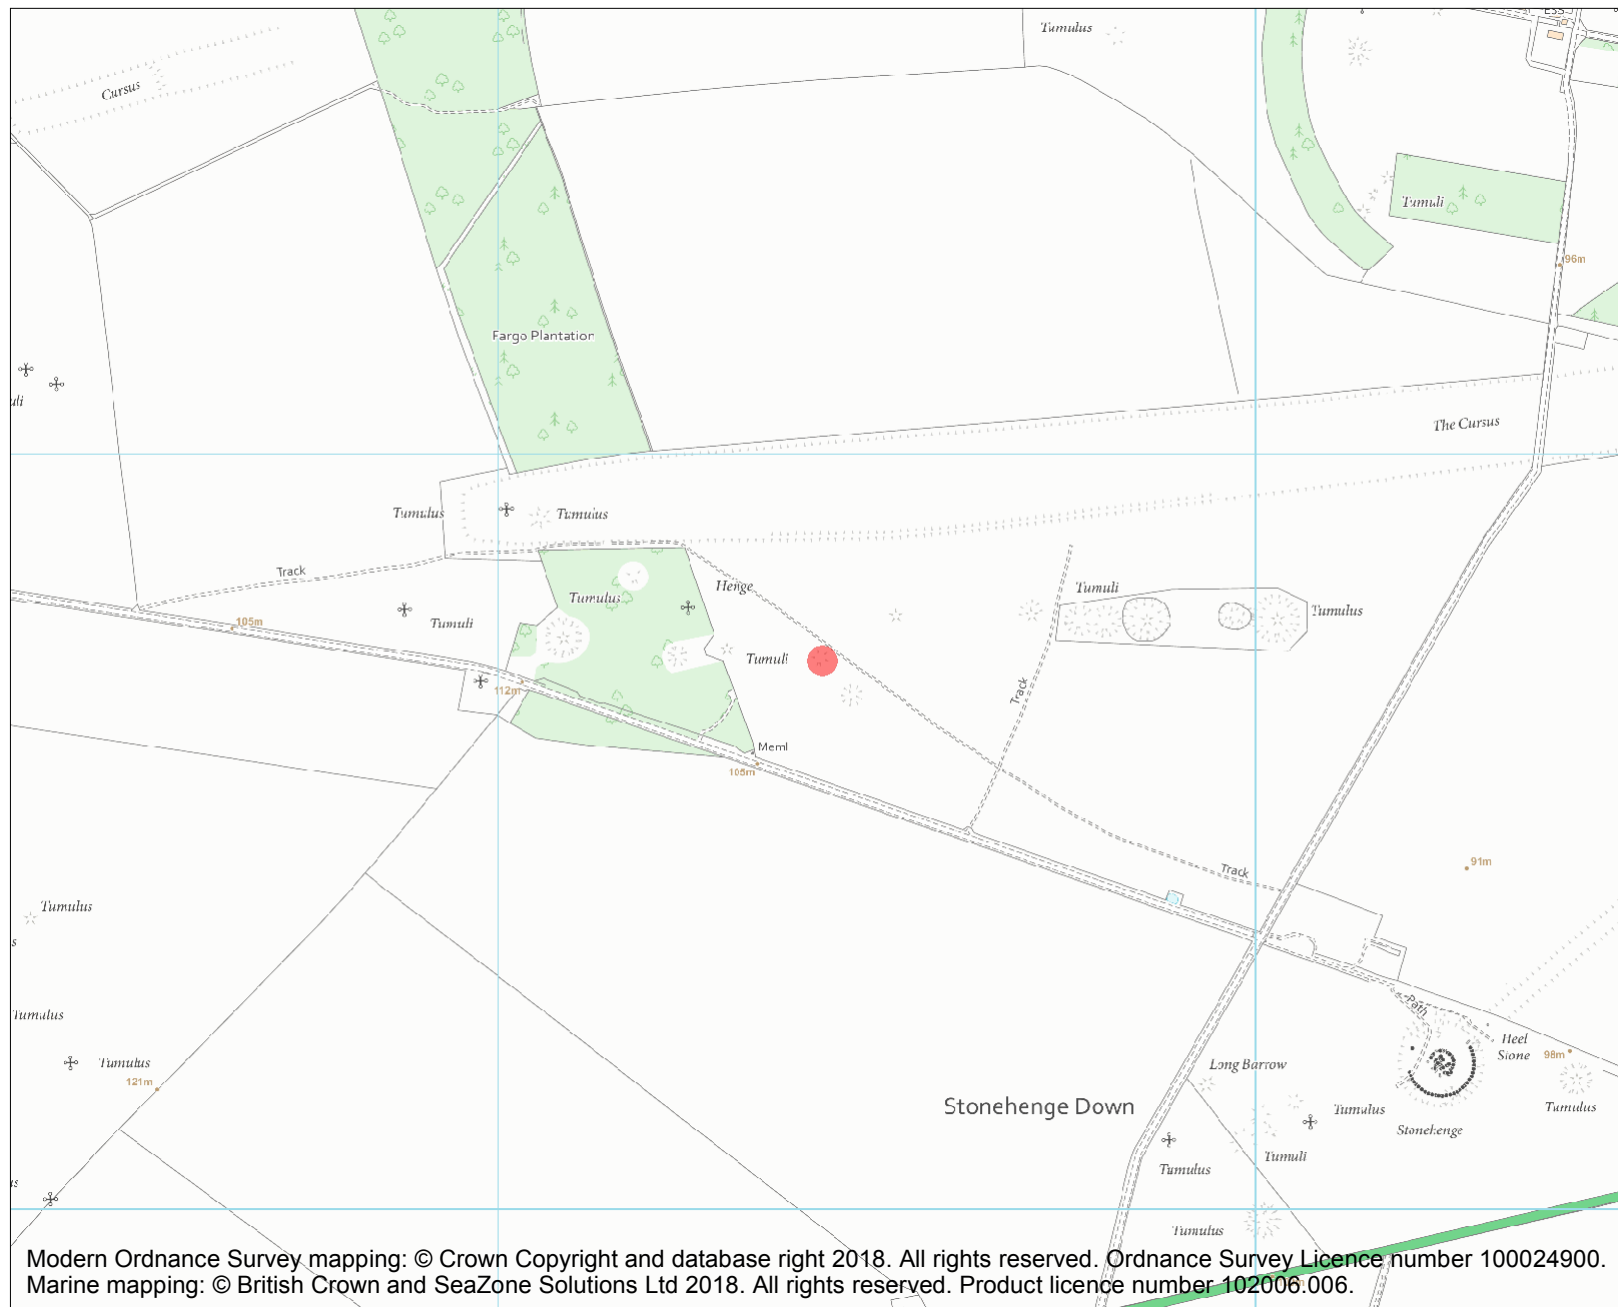 Tumulus
Cursus
Tumuli
96m
Fargo Plantation
The Cursus
Tumulus
Tumulus
Track
Henge
Tumuli
Tumulus
Tumulus
105m
Tumuli
Tumuli
112m
Track
Meml
Track
91m
Tumulus
Path
Tumulus
Heel
Stone
98m
Long Barrow
Tumulus
121m
Stonehenge Down
Tumulus
Tumulus
Stonehenge
Tumuli
Tumulus
Tumulus
Modern Ordnance Survey mapping: © Crown Copyright and database right 2018. All rights reserved. Ordnance Survey Licence number 100024900.
Marine mapping: © British Crown and SeaZone Solutions Ltd 2018. All rights reserved. Product licence number 102006.006.